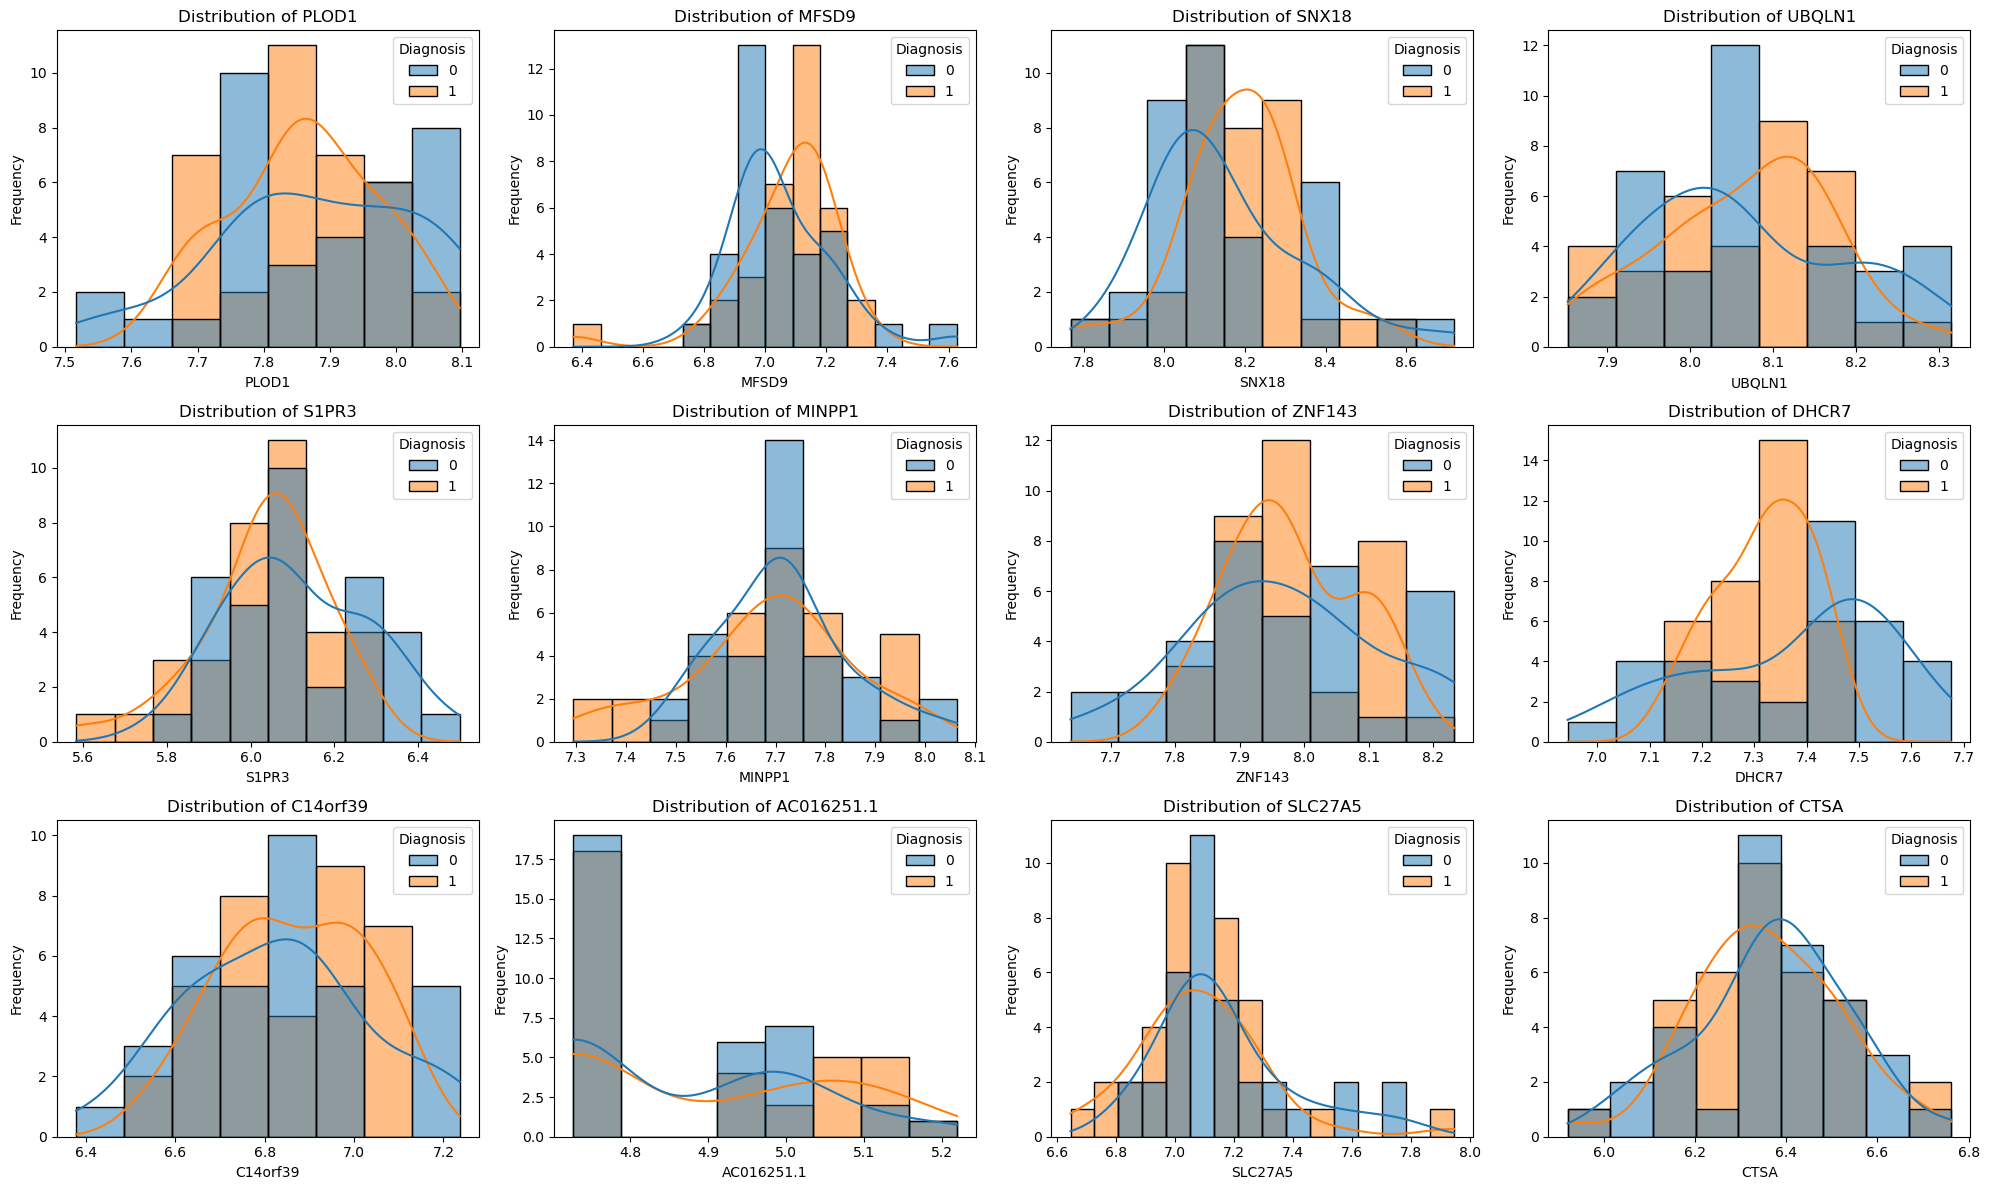 Distribution of PLOD1
Diagnosis
0
1
Frequency
0
2
4
6
8
10
7.5 7.6 7.7 7.8 7.9 8.0 8.1
PLOD1
Distribution of MFSD9
Diagnosis
0
1
Frequency
0
2
4
6
8
10
12
6.4 6.6 6.8 7.0 7.2 7.4 7.6
MFSD9
Distribution of SNX18
Diagnosis
0
1
Frequency
0
2
4
6
8
10
7.8 8.0 8.2 8.4 8.6
SNX18
Distribution of UBQLN1
Diagnosis
0
1
Frequency
0
2
4
6
8
10
12
7.9 8.0 8.1 8.2 8.3
UBQLN1
Distribution of S1PR3
Diagnosis
0
1
Frequency
0
2
4
6
8
10
5.6 5.8 6.0 6.2 6.4
S1PR3
Distribution of MINPP1
Diagnosis
0
1
Frequency
0
2
4
6
8
10
12
14
7.3 7.4 7.5 7.6 7.7 7.8 7.9 8.0 8.1
MINPP1
Distribution of ZNF143
Diagnosis
0
1
Frequency
0
2
4
6
8
10
12
7.7 7.8 7.9 8.0 8.1 8.2
ZNF143
Distribution of DHCR7
Diagnosis
0
1
Frequency
0
2
4
6
8
10
12
14
7.0 7.1 7.2 7.3 7.4 7.5 7.6 7.7
DHCR7
Distribution of C14orf39
Diagnosis
0
1
Frequency
0
2
4
6
8
10
6.4 6.6 6.8 7.0 7.2
C14orf39
Distribution of AC016251.1
Diagnosis
0
1
Frequency
0.0
2.5
5.0
7.5
10.0
12.5
15.0
17.5
4.8 4.9 5.0 5.1 5.2
AC016251.1
Distribution of SLC27A5
Diagnosis
0
1
Frequency
0
2
4
6
8
10
6.6 6.8 7.0 7.2 7.4 7.6 7.8 8.0
SLC27A5
Distribution of CTSA
Diagnosis
0
1
Frequency
0
2
4
6
8
10
6.0 6.2 6.4 6.6 6.8
CTSA